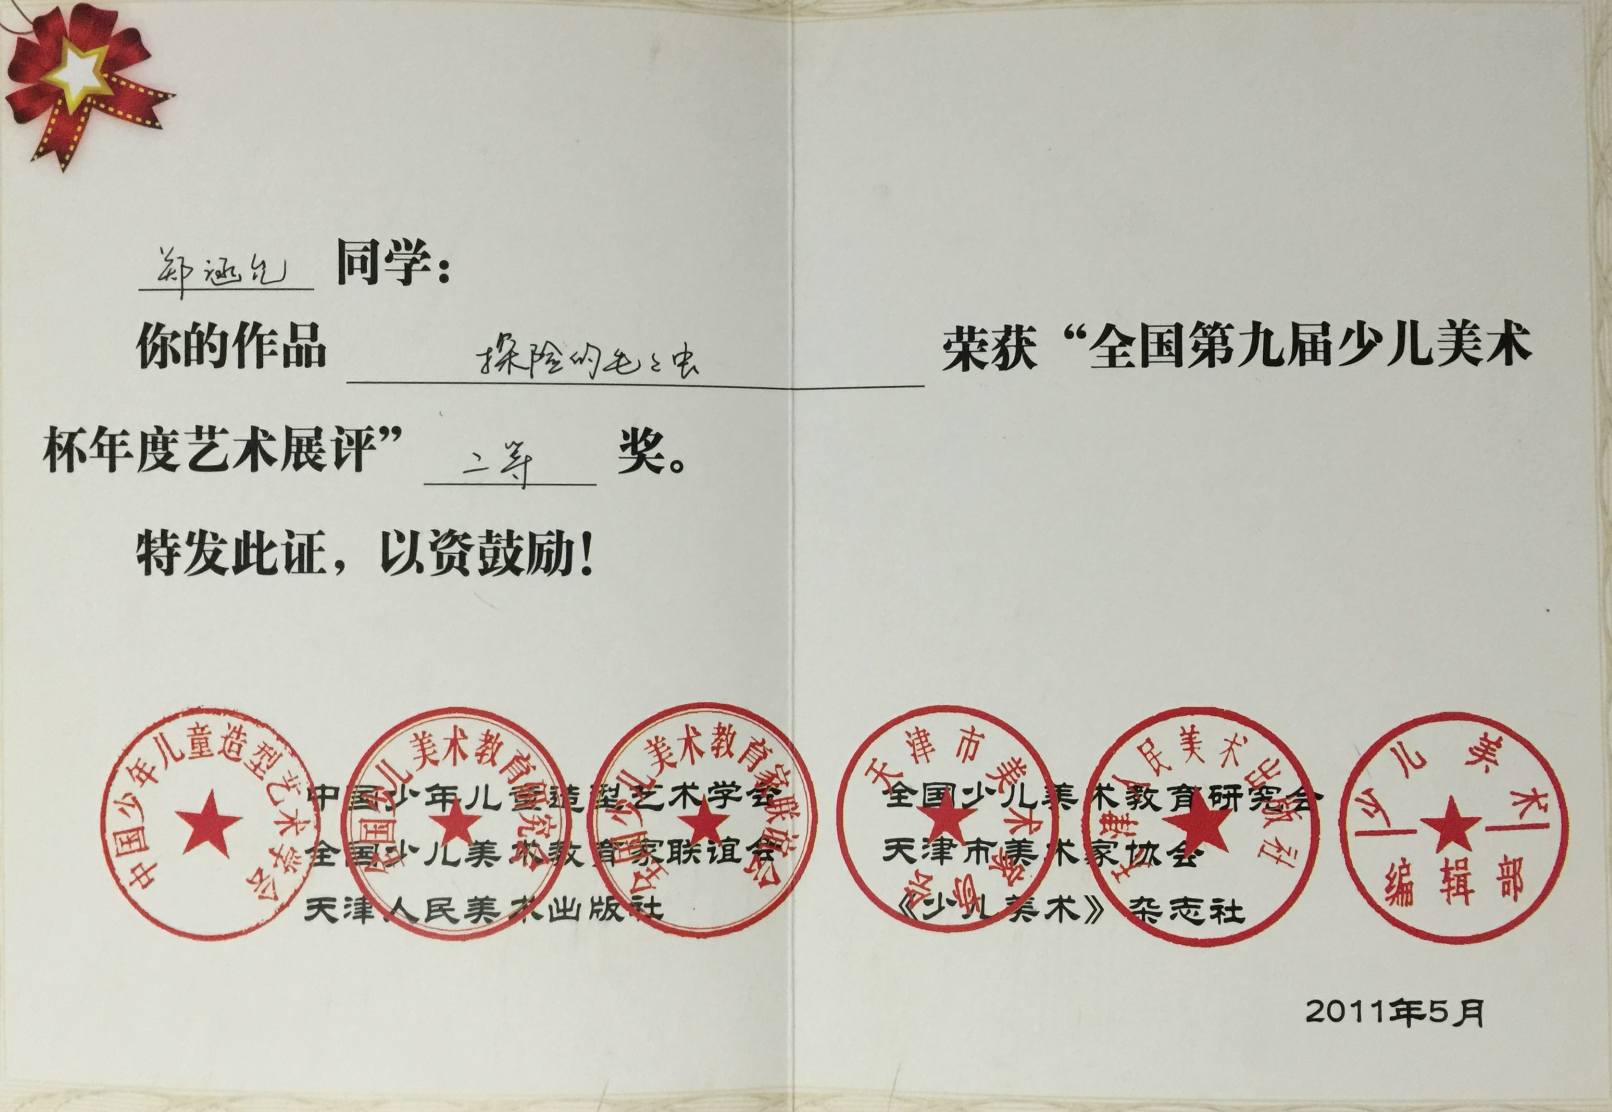 郑涵允 同学：
你的作品 探险的毛毛虫 荣获“全国第九届少儿美术
杯年度艺术展评” 二等 奖。
特发此证，以资鼓励！
中国少年儿童造型艺术学会 全国少儿美术教育研究会
全国少儿美术教育家联谊会 天津市美术家协会
天津人民美术出版社 《少儿美术》杂志社
中国少年儿童造型艺术学会
全国少儿美术教育研究会
全国少儿美术教育家联谊会
天津市美术家协会
天津人民美术出版社
少儿美术
编辑部
2011年5月